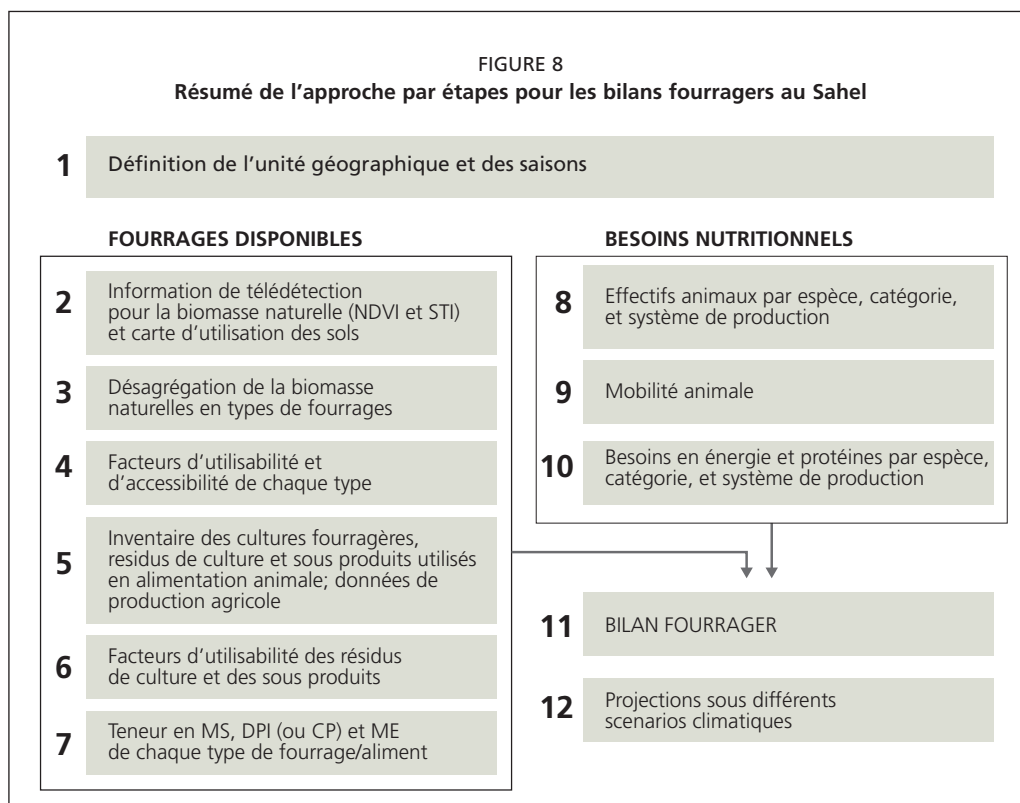 FIGURE 8
Résumé de l'approche par étapes pour les bilans fourragers au Sahel
1 Définition de l'unité géographique et des saisons
FOURRAGES DISPONIBLES
2 Information de télédétection
pour la biomasse naturelle (NDVI et STI)
et carte d'utilisation des sols
3 Désagrégation de la biomasse
naturelles en types de fourrages
4 Facteurs d'utilisabilité et
d'accessibilité de chaque type
5 Inventaire des cultures fourragères,
residus de culture et sous produits utilisés
en alimentation animale; données de
production agricole
6 Facteurs d'utilisabilité des résidus
de culture et des sous produits
7 Teneur en MS, DPI (ou CP) et ME
de chaque type de fourrage/aliment
BESOINS NUTRITIONNELS
8 Effectifs animaux par espèce, catégorie,
et système de production
9 Mobilité animale
10 Besoins en énergie et protéines par espèce,
catégorie, et système de production
11 BILAN FOURRAGER
12 Projections sous différents
scenarios climatiques